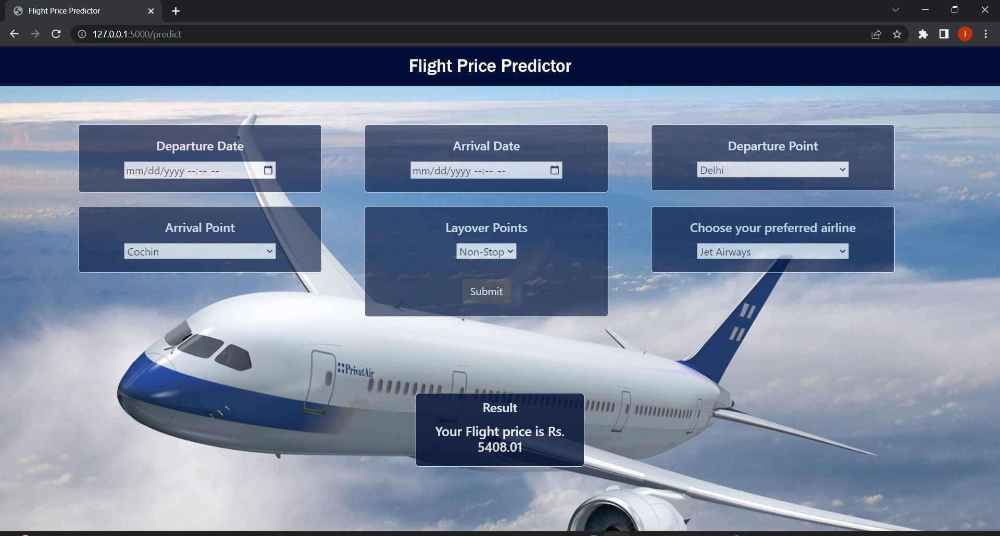 Flight Price Predictor
127.0.0.1:5000/predict
I
Flight Price Predictor
Departure Date
mm/dd/yyyy --:-- --
Arrival Date
mm/dd/yyyy --:-- --
Departure Point
Delhi
Arrival Point
Cochin
Layover Points
Non-Stop
Submit
Choose your preferred airline
Jet Airways
PrivatAir
Result
Your Flight price is Rs.
5408.01